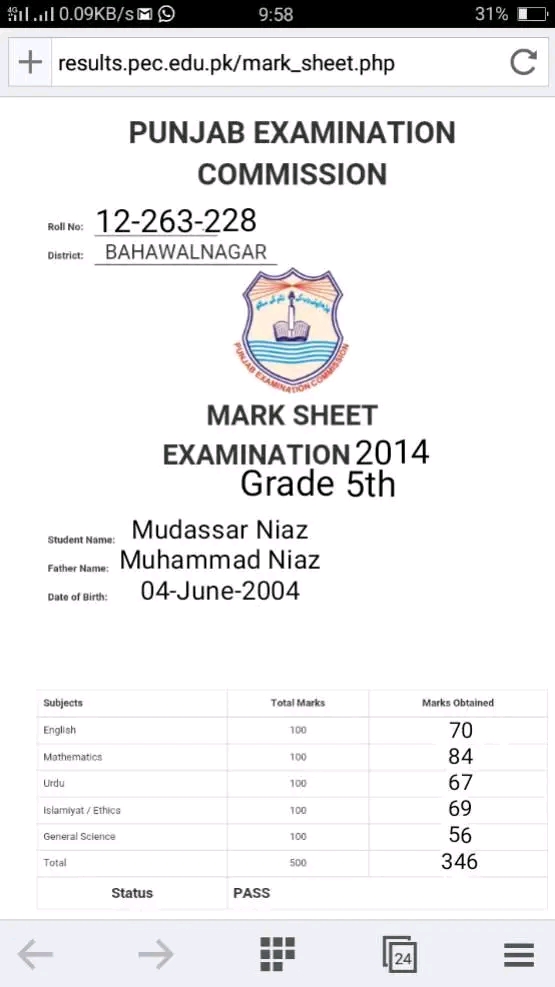 4G 0.09KB/s 9:58 31%
results.pec.edu.pk/mark_sheet.php
PUNJAB EXAMINATION
COMMISSION
Roll No: 12-263-228
District: BAHAWALNAGAR
PUNJAB EXAMINATION COMMISSION
MARK SHEET
EXAMINATION 2014
Grade 5th
Student Name: Mudassar Niaz
Father Name: Muhammad Niaz
Date of Birth: 04-June-2004
Subjects Total Marks Marks Obtained
English 100 70
Mathematics 100 84
Urdu 100 67
Islamiyat / Ethics 100 69
General Science 100 56
Total 500 346
Status PASS
24